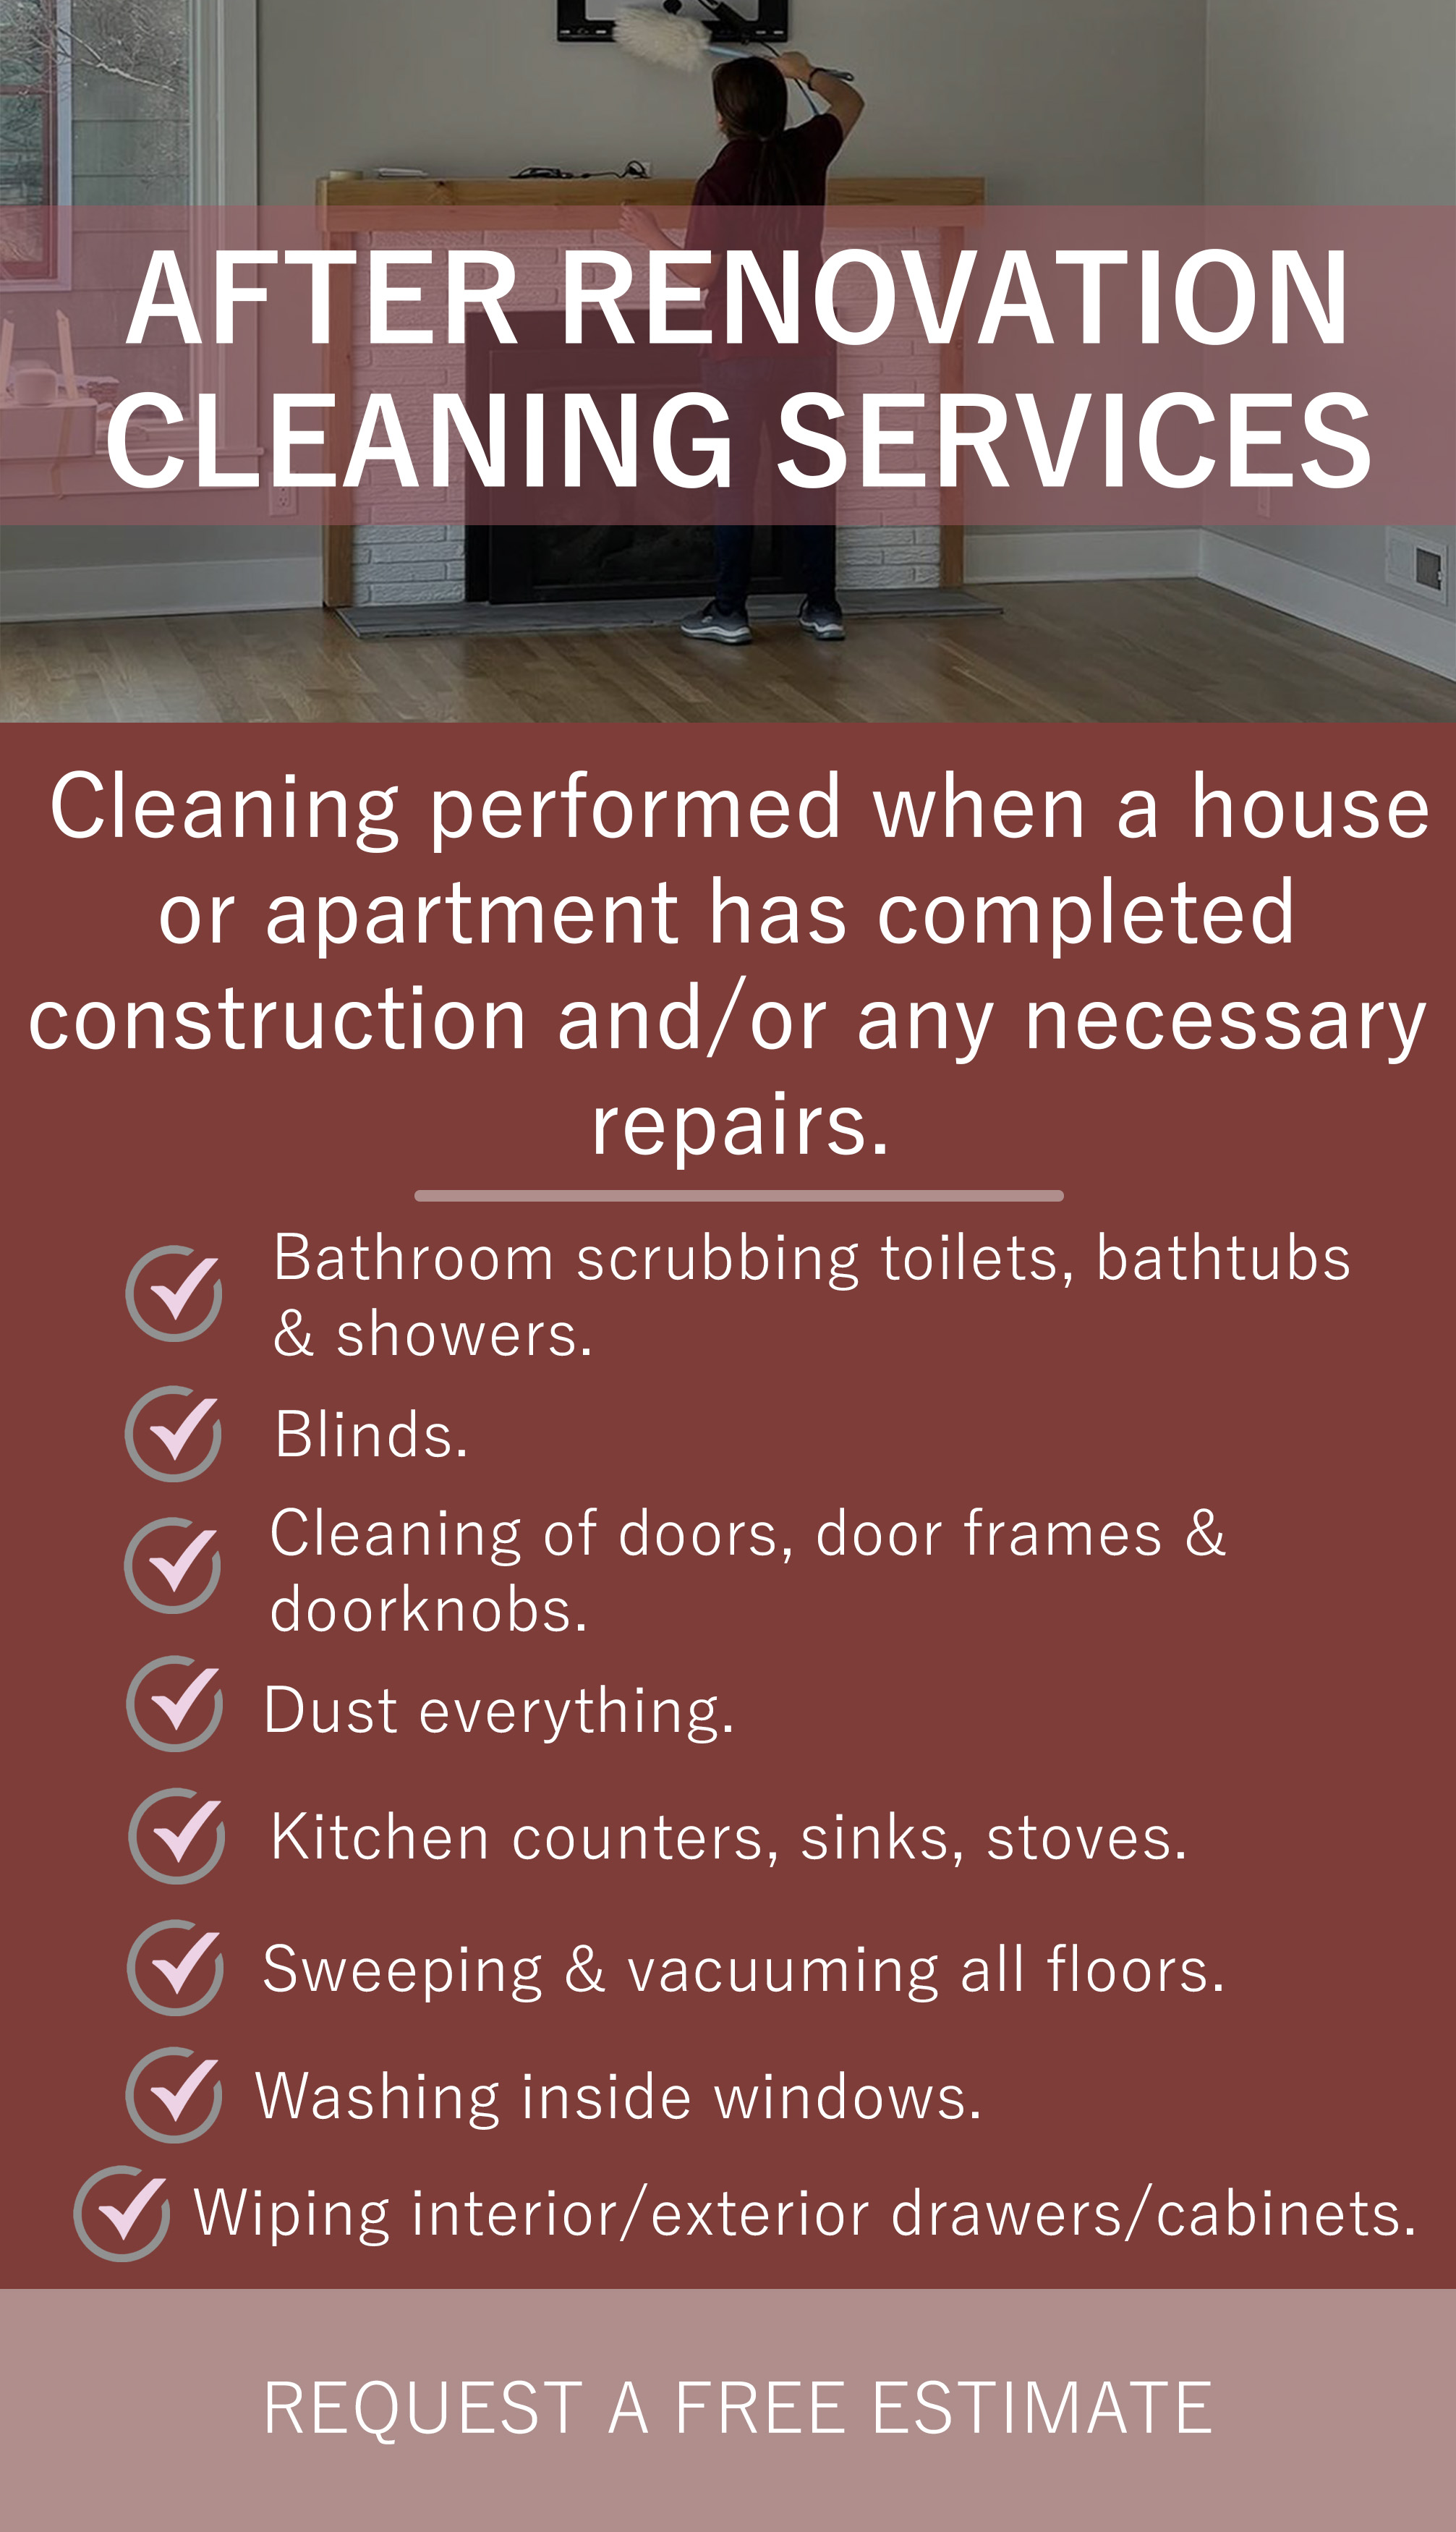 AFTER RENOVATION
CLEANING SERVICES
Cleaning performed when a house
or apartment has completed
construction and/or any necessary
repairs.
Bathroom scrubbing toilets, bathtubs
& showers.
Blinds.
Cleaning of doors, door frames &
doorknobs.
Dust everything.
Kitchen counters, sinks, stoves.
Sweeping & vacuuming all floors.
Washing inside windows.
Wiping interior/exterior drawers/cabinets.
REQUEST A FREE ESTIMATE